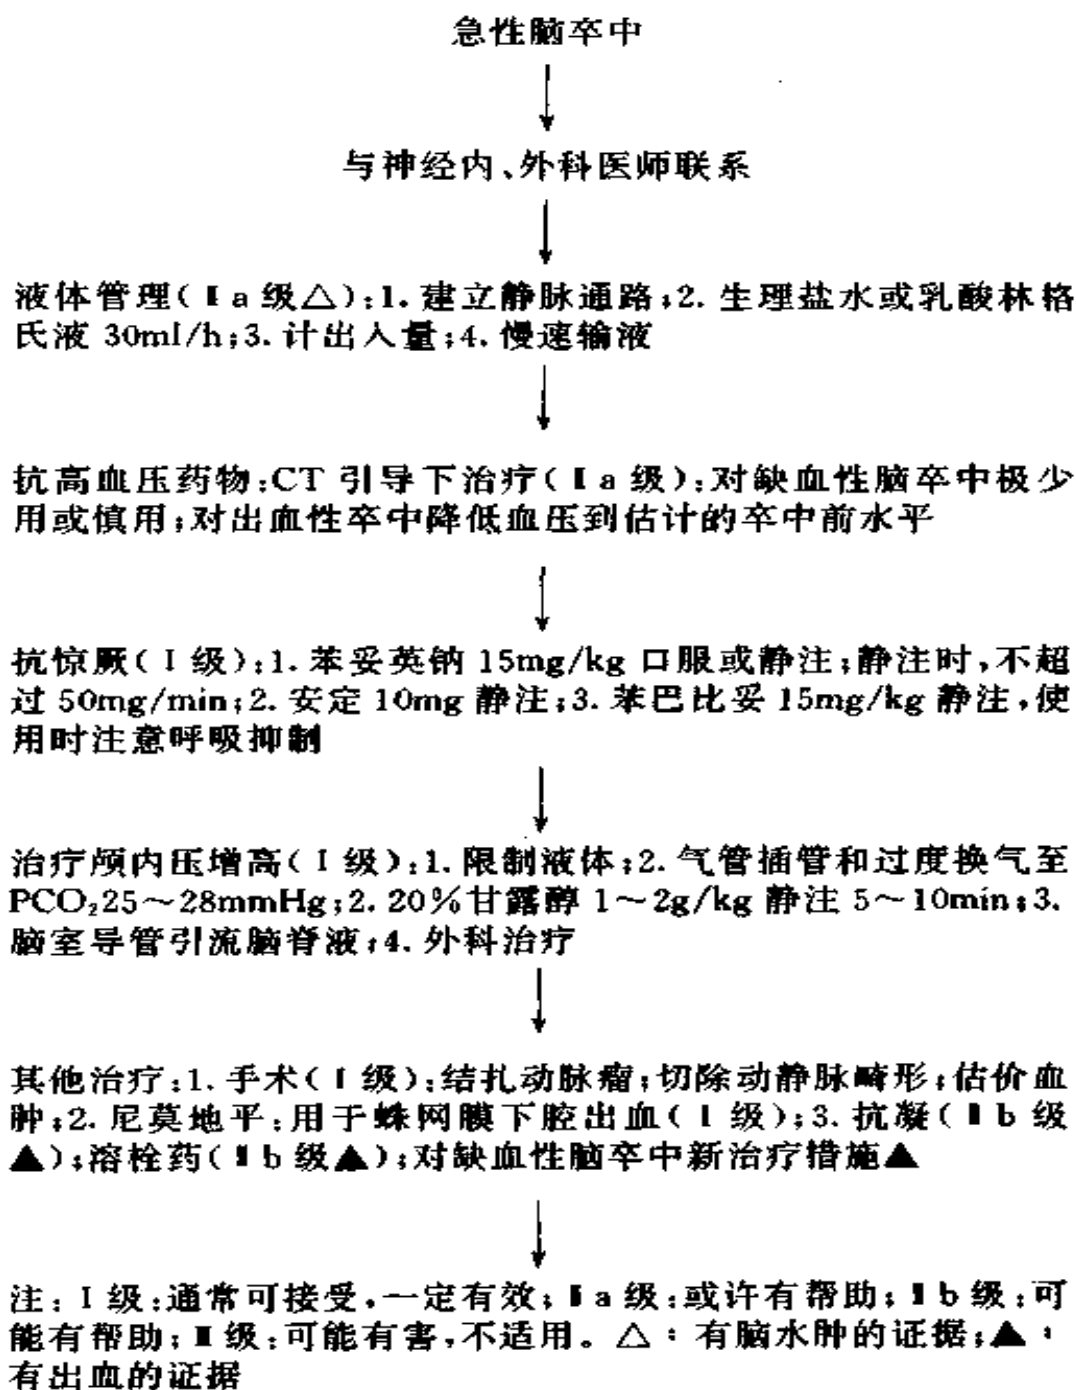 急性脑卒中
与神经内、外科医师联系
液体管理(Ⅱa级△):1. 建立静脉通路;2. 生理盐水或乳酸林格
氏液 30ml/h;3. 计出入量;4. 慢速输液
抗高血压药物:CT 引导下治疗(Ⅱa级):对缺血性脑卒中极少
用或慎用;对出血性卒中降低血压到估计的卒中前水平
抗惊厥(Ⅰ级):1. 苯妥英钠 15mg/kg 口服或静注;静注时,不超
过 50mg/min;2. 安定 10mg 静注;3. 苯巴比妥 15mg/kg 静注,使
用时注意呼吸抑制
治疗颅内压增高(Ⅰ级):1. 限制液体;2. 气管插管和过度换气至
PCO₂25～28mmHg;2. 20%甘露醇 1～2g/kg 静注 5～10min;3.
脑室导管引流脑脊液;4. 外科治疗
其他治疗:1. 手术(Ⅰ级):结扎动脉瘤;切除动静脉畸形;估价血
肿;2. 尼莫地平:用于蛛网膜下腔出血(Ⅰ级);3. 抗凝(Ⅱb级
▲);溶栓药(Ⅱb级▲);对缺血性脑卒中新治疗措施▲
注:Ⅰ级:通常可接受,一定有效;Ⅱa级:或许有帮助;Ⅱb级:可
能有帮助;Ⅲ级:可能有害,不适用。△:有脑水肿的证据;▲:
有出血的证据